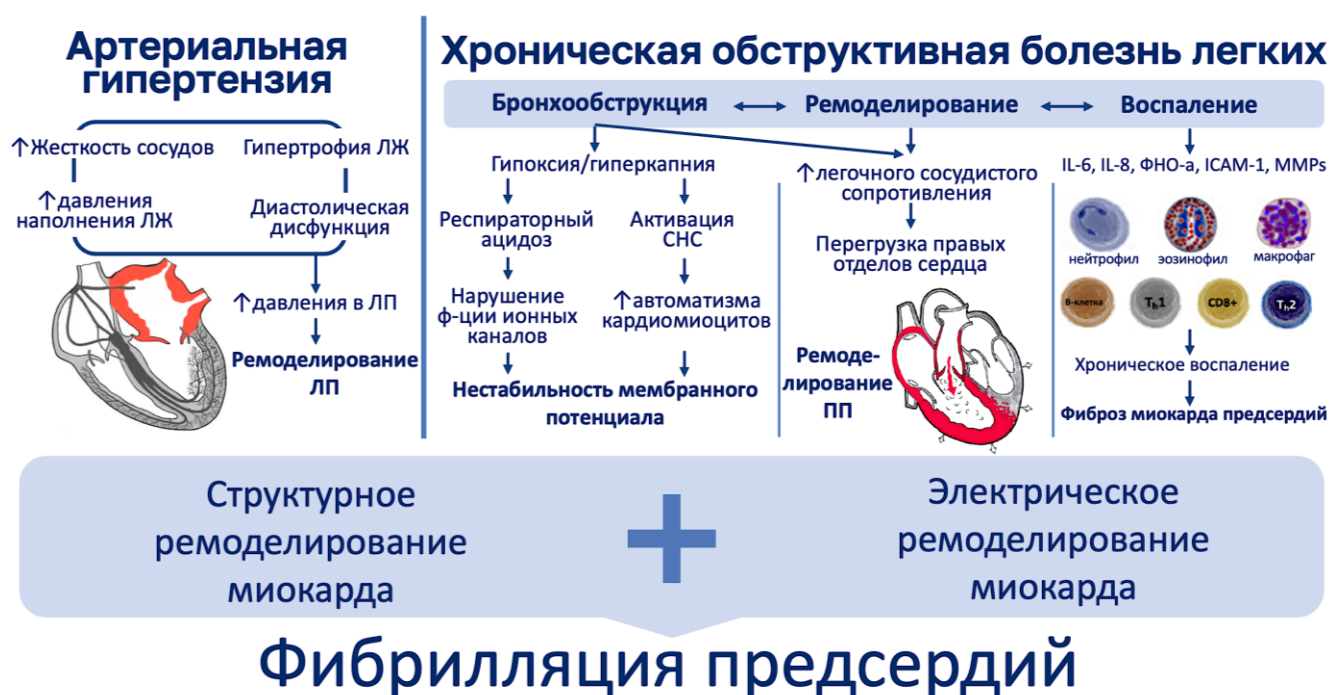 Артериальная
гипертензия
↑Жесткость сосудов
Гипертрофия ЛЖ
↑давления
наполнения ЛЖ
Диастолическая
дисфункция
↑давления в ЛП
Ремоделирование
ЛП
Хроническая обструктивная болезнь легких
Бронхообструкция
Ремоделирование
Воспаление
Гипоксия/гиперкапния
Респираторный
ацидоз
Активация
СНС
Нарушение
ф-ции ионных
каналов
↑автоматизма
кардиомиоцитов
Нестабильность мембранного
потенциала
↑легочного сосудистого
сопротивления
Перегрузка правых
отделов сердца
Ремоде-
лирование
ПП
IL-6, IL-8, ФНО-а, ICAM-1, MMPs
нейтрофил
эозинофил
макрофаг
В-клетка
Th1
CD8+
Th2
Хроническое воспаление
Фиброз миокарда предсердий
Структурное
ремоделирование
миокарда
+
Электрическое
ремоделирование
миокарда
Фибрилляция предсердий